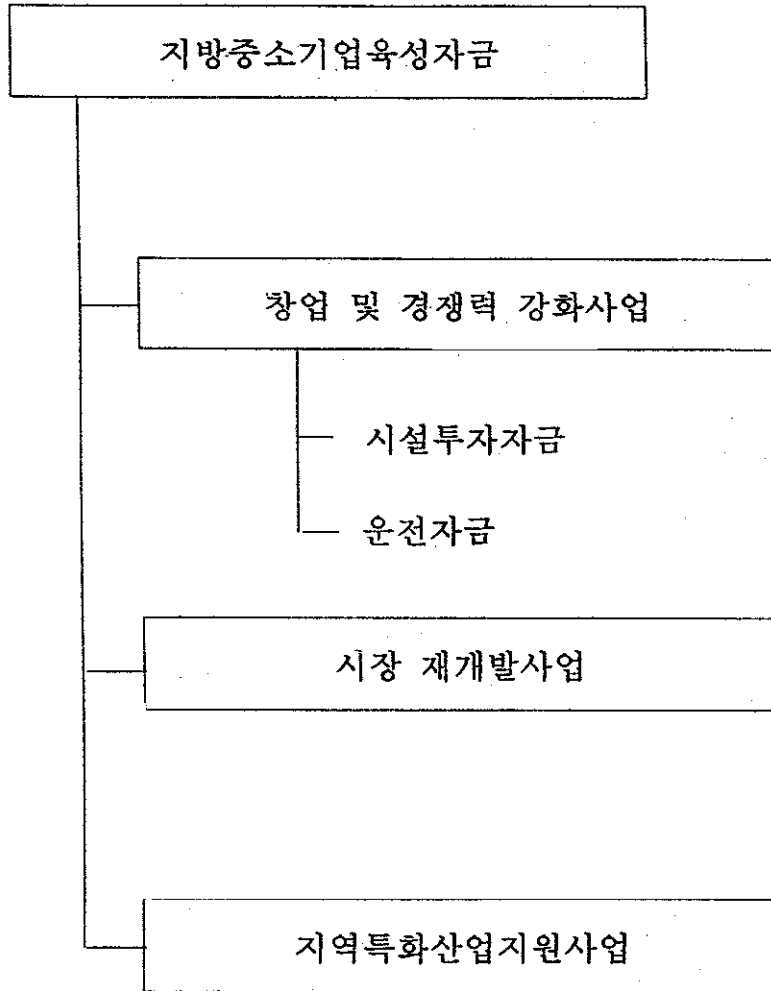 지방중소기업육성자금
창업 및 경쟁력 강화사업
시설투자자금
운전자금
시장 재개발사업
지역특화산업지원사업